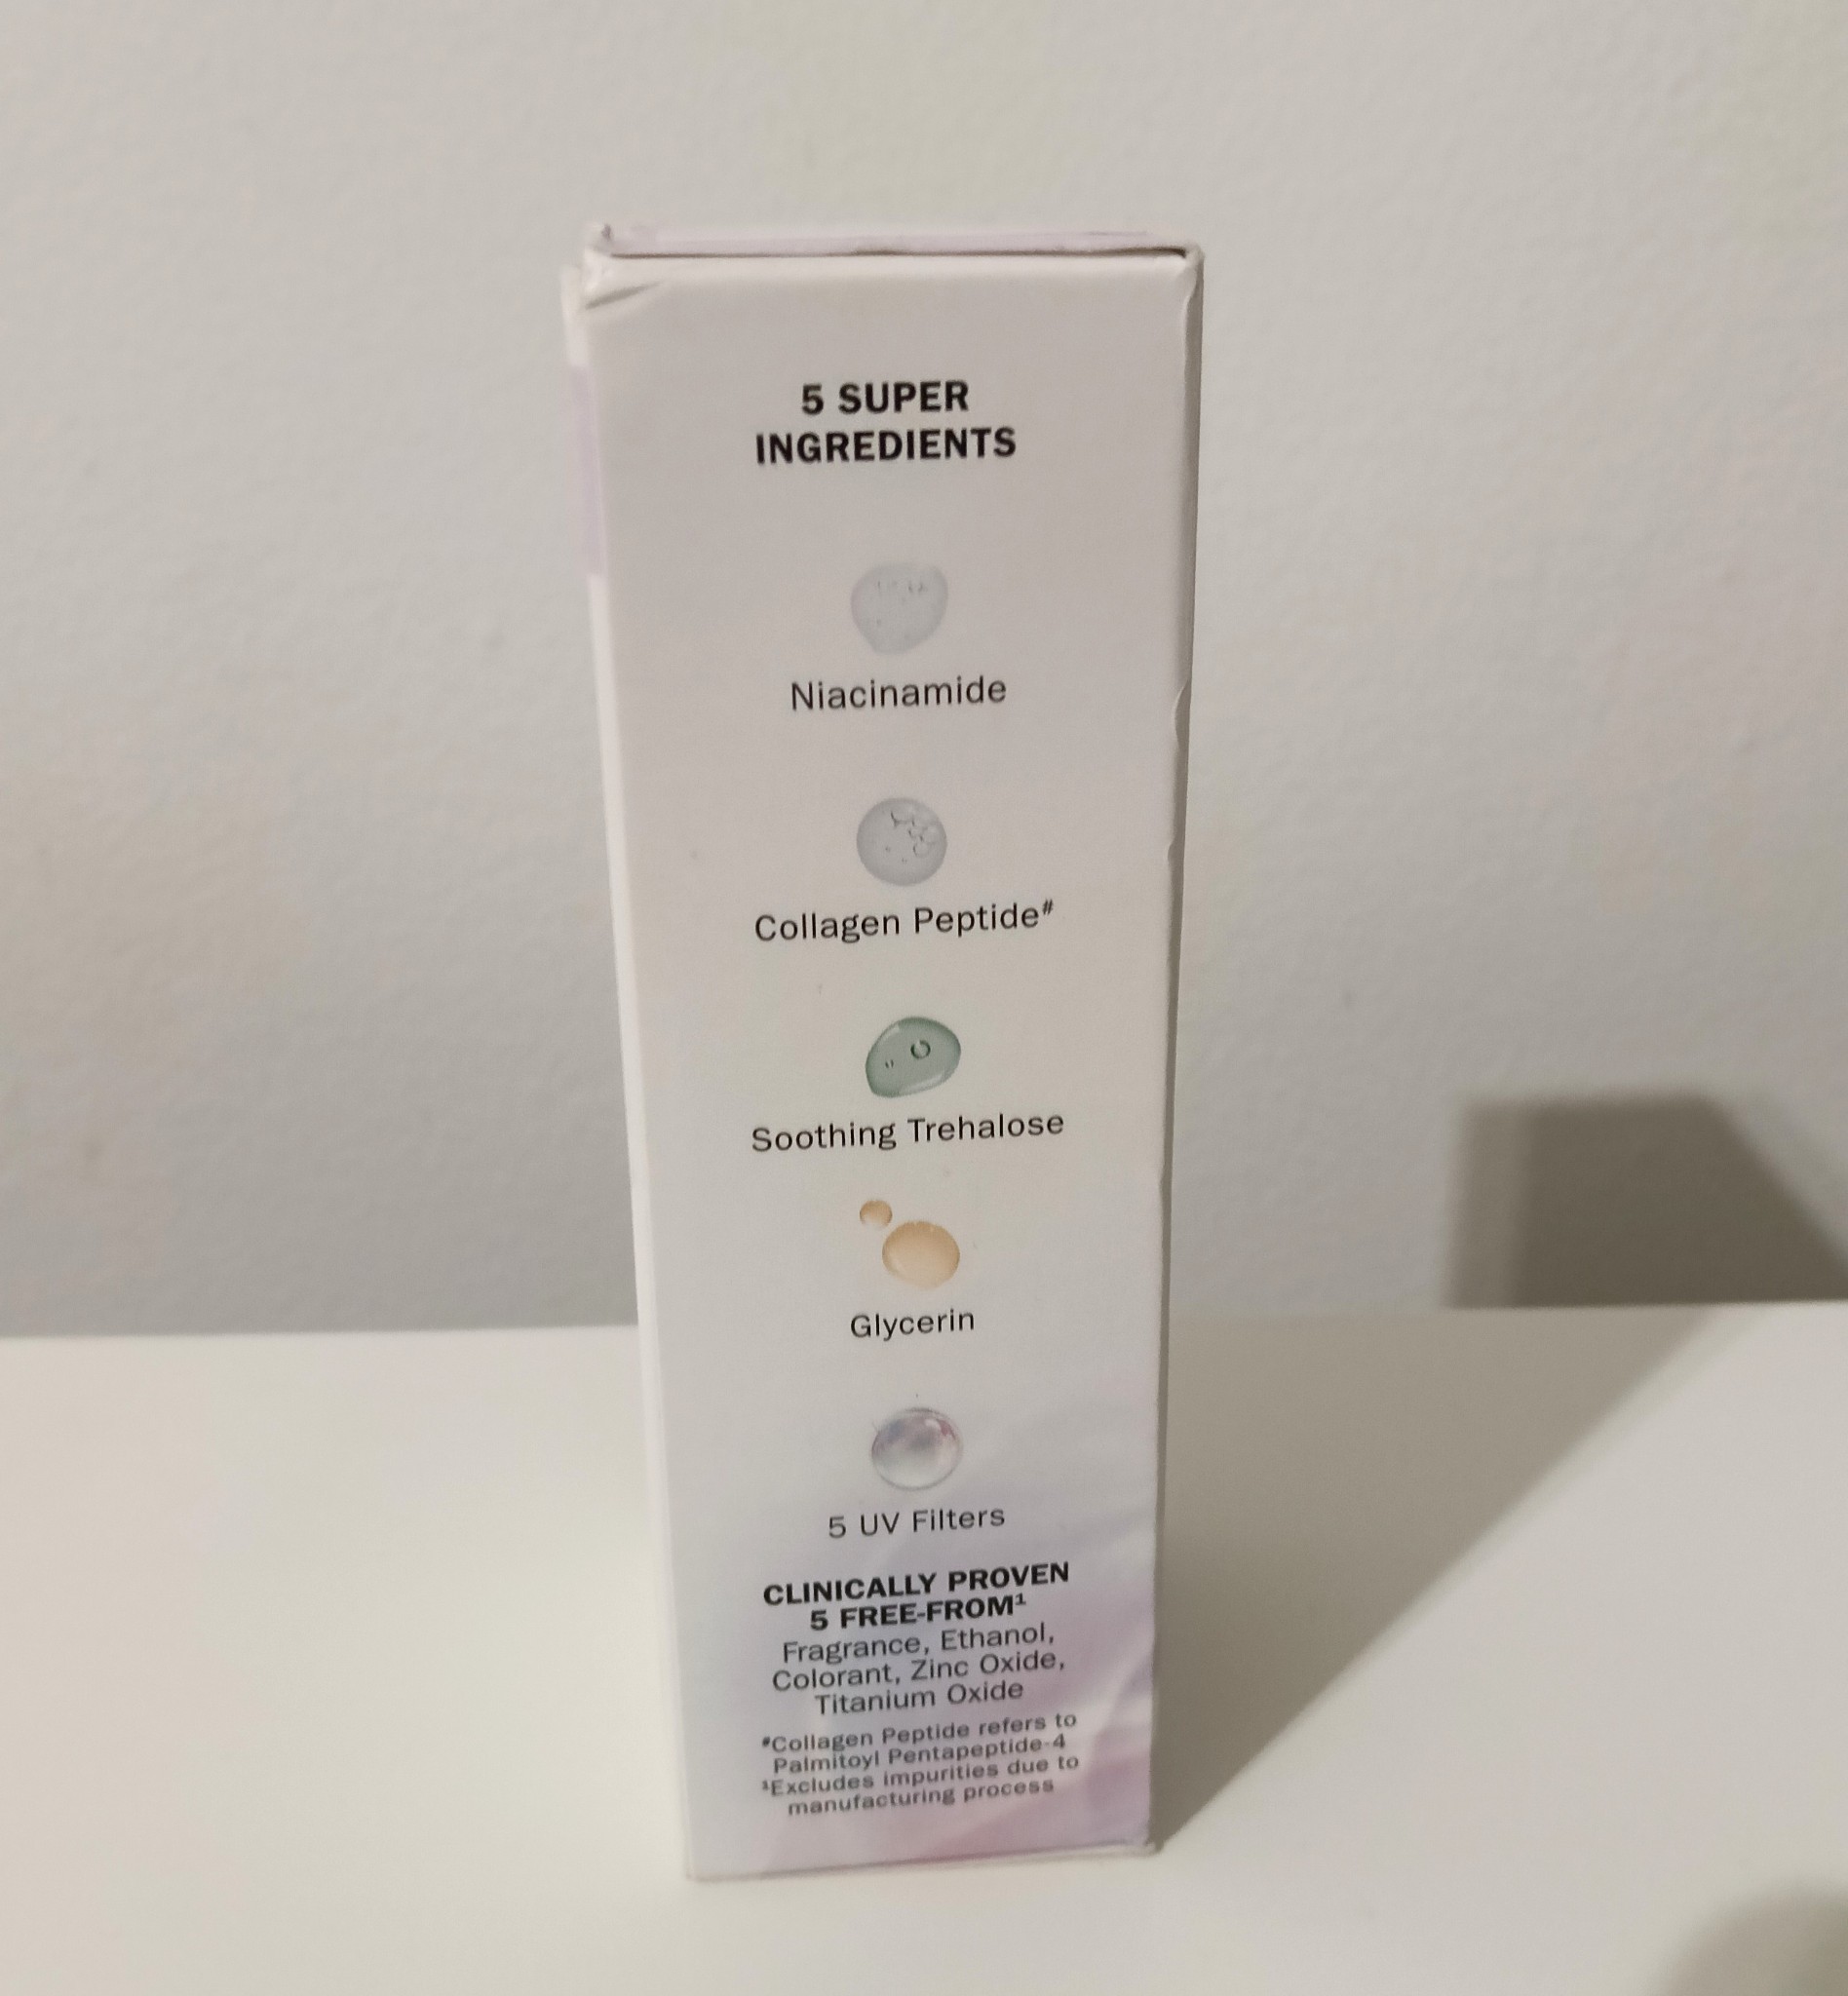 5 SUPER
INGREDIENTS
Niacinamide
Collagen Peptide#
Soothing Trehalose
Glycerin
5 UV Filters
CLINICALLY PROVEN
5 FREE-FROM¹
Fragrance, Ethanol,
Colorant, Zinc Oxide,
Titanium Oxide
#Collagen Peptide refers to
Palmitoyl Pentapeptide-4
¹Excludes impurities due to
manufacturing process